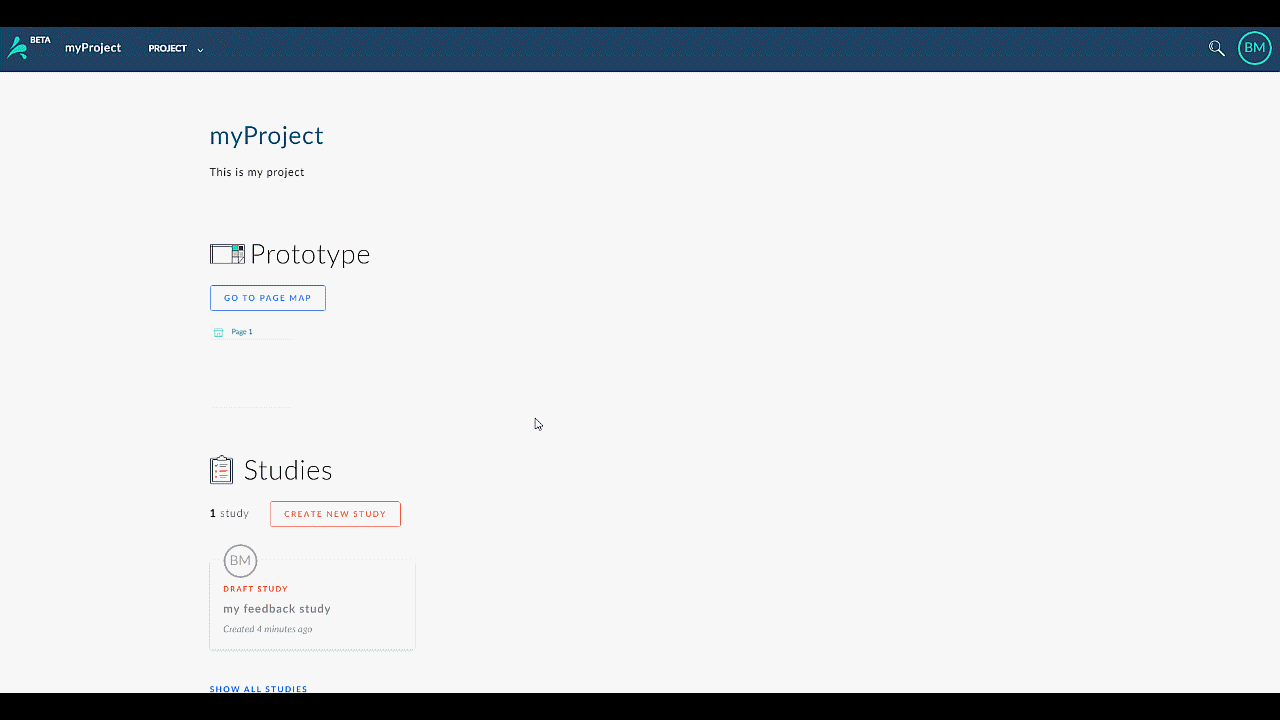 BETA
myProject PROJECT
BM
myProject
This is my project
Prototype
GO TO PAGE MAP
Page 1
Studies
1 study CREATE NEW STUDY
BM
DRAFT STUDY
my feedback study
Created 4 minutes ago
SHOW ALL STUDIES